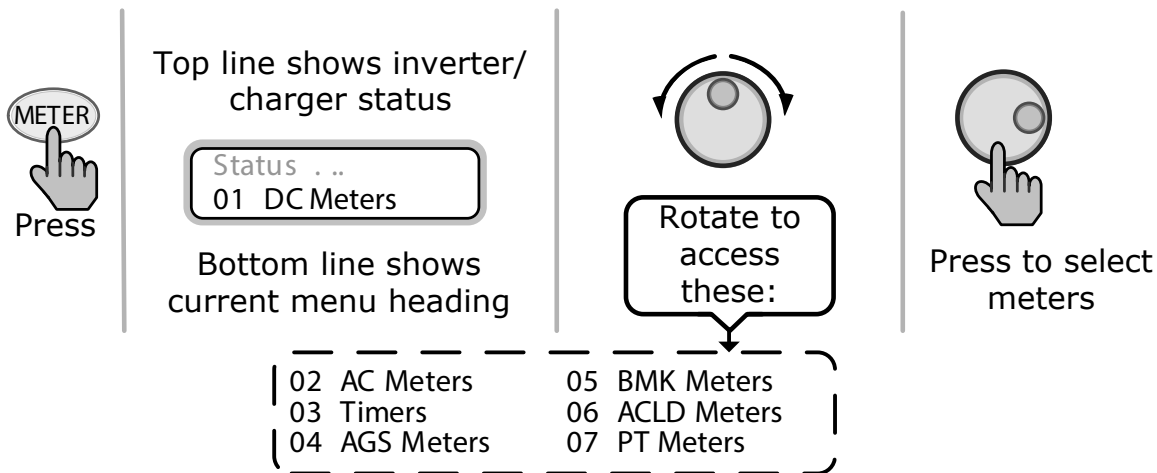 METER
Press
Top line shows inverter/
charger status
Status . ..
01 DC Meters
Bottom line shows
current menu heading
Rotate to
access
these:
Press to select
meters
02 AC Meters
03 Timers
04 AGS Meters
05 BMK Meters
06 ACLD Meters
07 PT Meters